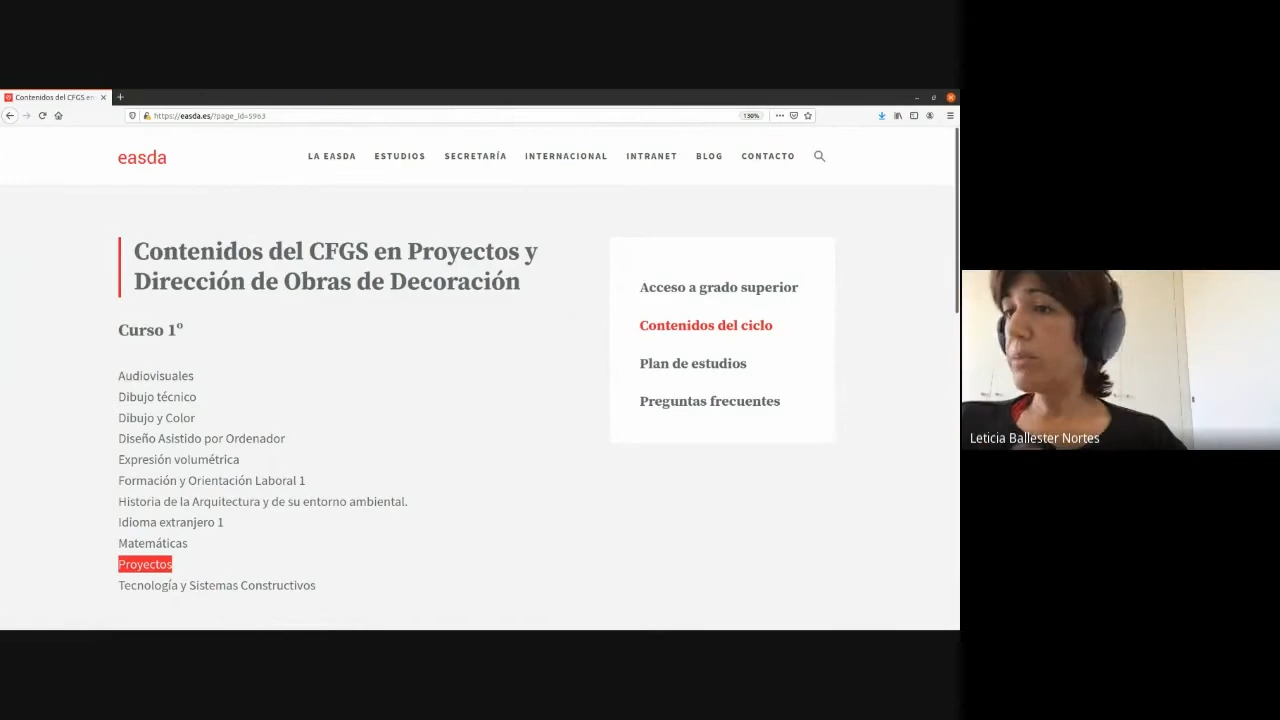 Contenidos del CFGS en
https://easda.es/?page_id=5963
130%
easda
LA EASDA
ESTUDIOS
SECRETARÍA
INTERNACIONAL
INTRANET
BLOG
CONTACTO
Contenidos del CFGS en Proyectos y
Dirección de Obras de Decoración
Curso 1º
Audiovisuales
Dibujo técnico
Dibujo y Color
Diseño Asistido por Ordenador
Expresión volumétrica
Formación y Orientación Laboral 1
Historia de la Arquitectura y de su entorno ambiental.
Idioma extranjero 1
Matemáticas
Proyectos
Tecnología y Sistemas Constructivos
Acceso a grado superior
Contenidos del ciclo
Plan de estudios
Preguntas frecuentes
Leticia Ballester Nortes